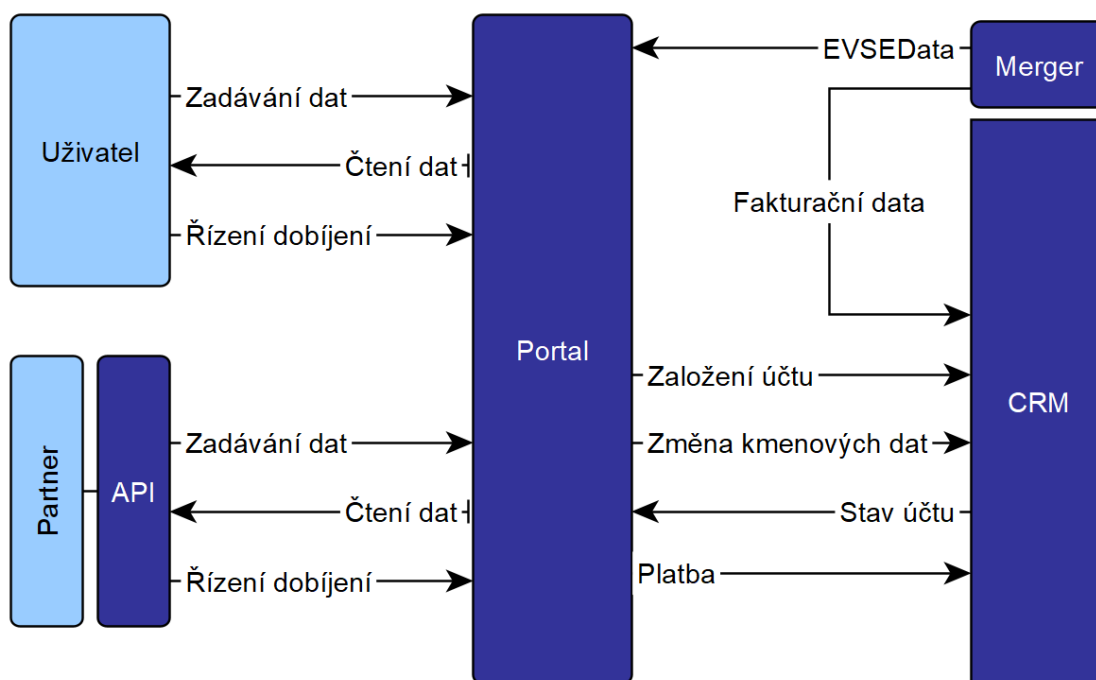 EVSEData
Merger
Zadávání dat
Uživatel
Čtení dat
Fakturační data
Řízení dobíjení
Portal
Založení účtu
CRM
Zadávání dat
Změna kmenových dat
Partner
API
Čtení dat
Stav účtu
Řízení dobíjení
Platba